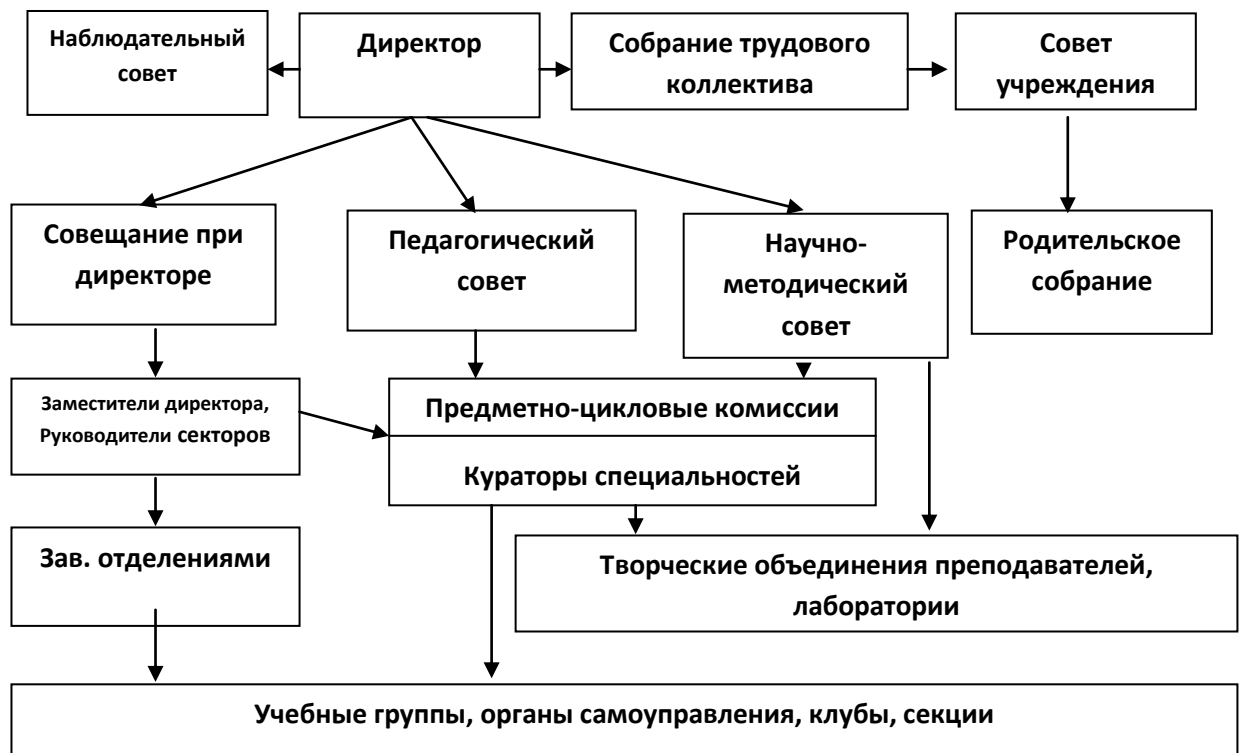 Наблюдательный
совет
Директор
Собрание трудового
коллектива
Совет
учреждения
Совещание при
директоре
Педагогический
совет
Научно-
методический
совет
Родительское
собрание
Заместители директора,
Руководители секторов
Предметно-цикловые комиссии
Кураторы специальностей
Зав. отделениями
Творческие объединения преподавателей,
лаборатории
Учебные группы, органы самоуправления, клубы, секции